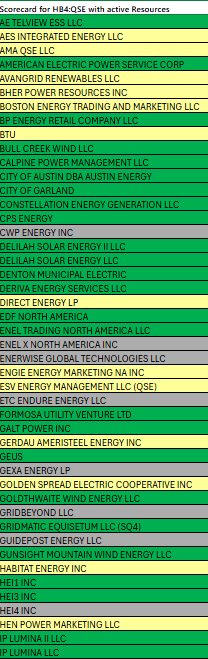 Scorecard for HB4:QSE with active Resources
AE TELVIEW ESS LLC
AES INTEGRATED ENERGY LLC
AMA QSE LLC
AMERICAN ELECTRIC POWER SERVICE CORP
AVANGRID RENEWABLES LLC
BHER POWER RESOURCES INC
BOSTON ENERGY TRADING AND MARKETING LLC
BP ENERGY RETAIL COMPANY LLC
BTU
BULL CREEK WIND LLC
CALPINE POWER MANAGEMENT LLC
CITY OF AUSTIN DBA AUSTIN ENERGY
CITY OF GARLAND
CONSTELLATION ENERGY GENERATION LLC
CPS ENERGY
CWP ENERGY INC
DELILAH SOLAR ENERGY II LLC
DELILAH SOLAR ENERGY LLC
DENTON MUNICIPAL ELECTRIC
DERIVA ENERGY SERVICES LLC
DIRECT ENERGY LP
EDF NORTH AMERICA
ENEL TRADING NORTH AMERICA LLC
ENEL X NORTH AMERICA INC
ENERWISE GLOBAL TECHNOLOGIES LLC
ENGIE ENERGY MARKETING NA INC
ESV ENERGY MANAGEMENT LLC (QSE)
ETC ENDURE ENERGY LLC
FORMOSA UTILITY VENTURE LTD
GALT POWER INC
GERDAU AMERISTEEL ENERGY INC
GEUS
GEXA ENERGY LP
GOLDEN SPREAD ELECTRIC COOPERATIVE INC
GOLDTHWAITE WIND ENERGY LLC
GRIDBEYOND LLC
GRIDMATIC EQUISETUM LLC (SQ4)
GUIDEPOST ENERGY LLC
GUNSIGHT MOUNTAIN WIND ENERGY LLC
HABITAT ENERGY INC
HEI1 INC
HEI3 INC
HEI4 INC
HEN POWER MARKETING LLC
IP LUMINA II LLC
IP LUMINA LLC